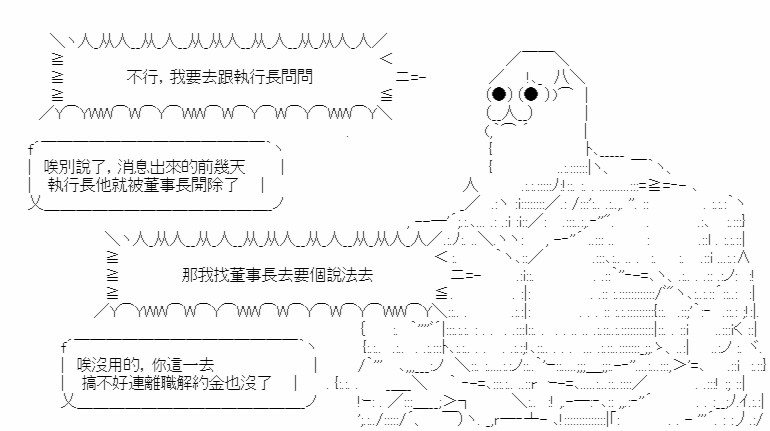 不行, 我要去跟執行長問問
唉別說了, 消息出來的前幾天
執行長他就被董事長開除了
那我找董事長去要個說法去
唉沒用的, 你這一去
搞不好連離職解約金也沒了